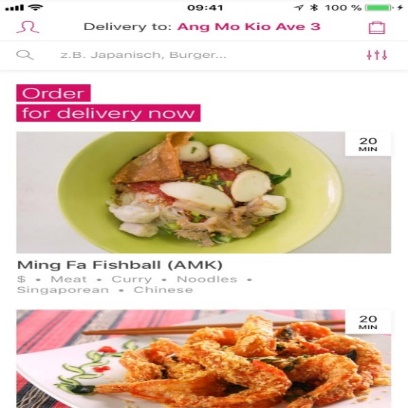 09:41
100 %
Delivery to: Ang Mo Kio Ave 3
z.B. Japanisch, Burger...
Order
for delivery now
20
MIN
Ming Fa Fishball (AMK)
$ • Meat • Curry • Noodles •
Singaporean • Chinese
20
MIN